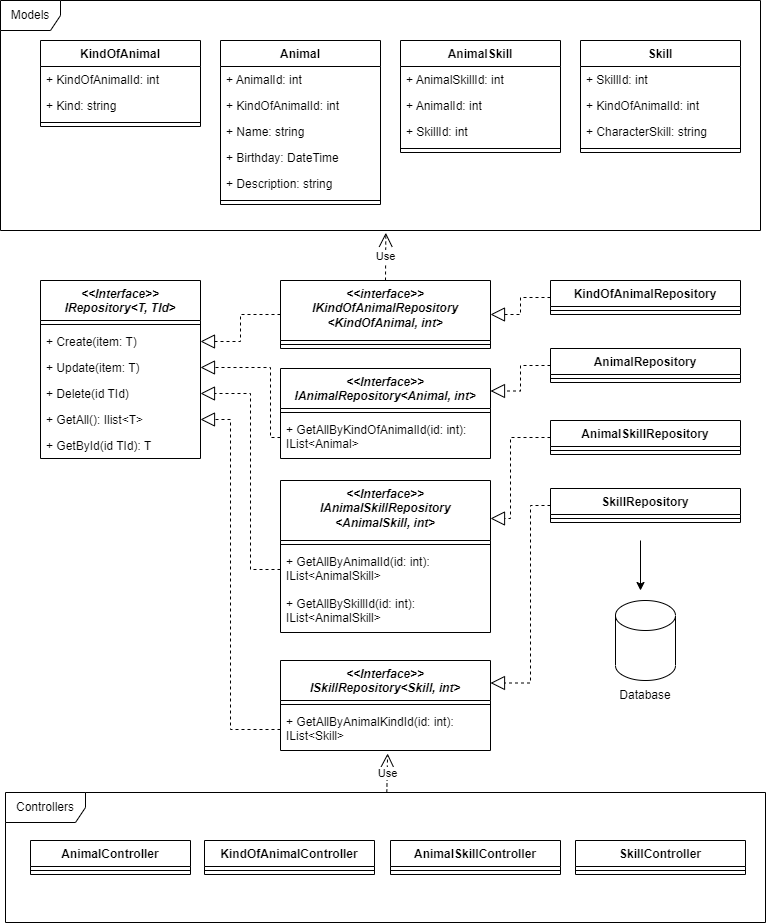 Models
KindOfAnimal
+ KindOfAnimalId: int
+ Kind: string
Animal
+ AnimalId: int
+ KindOfAnimalId: int
+ Name: string
+ Birthday: DateTime
+ Description: string
AnimalSkill
+ AnimalSkillId: int
+ AnimalId: int
+ SkillId: int
Skill
+ SkillId: int
+ KindOfAnimalId: int
+ CharacterSkill: string
Use
<<Interface>>
IRepository<T, TId>
+ Create(item: T)
+ Update(item: T)
+ Delete(id TId)
+ GetAll(): Ilist<T>
+ GetById(id TId): T
<<Interface>>
IKindOfAnimalRepository
<KindOfAnimal, int>
KindOfAnimalRepository
<<Interface>>
IAnimalRepository<Animal, int>
+ GetAllByKindOfAnimalId(id: int):
IList<Animal>
AnimalRepository
<<Interface>>
IAnimalSkillRepository
<AnimalSkill, int>
+ GetAllByAnimalId(id: int):
IList<AnimalSkill>
+ GetAllBySkillId(id: int):
IList<AnimalSkill>
AnimalSkillRepository
SkillRepository
Database
<<Interface>>
ISkillRepository<Skill, int>
+ GetAllByAnimalKindId(id: int):
IList<Skill>
Use
Controllers
AnimalController
KindOfAnimalController
AnimalSkillController
SkillController